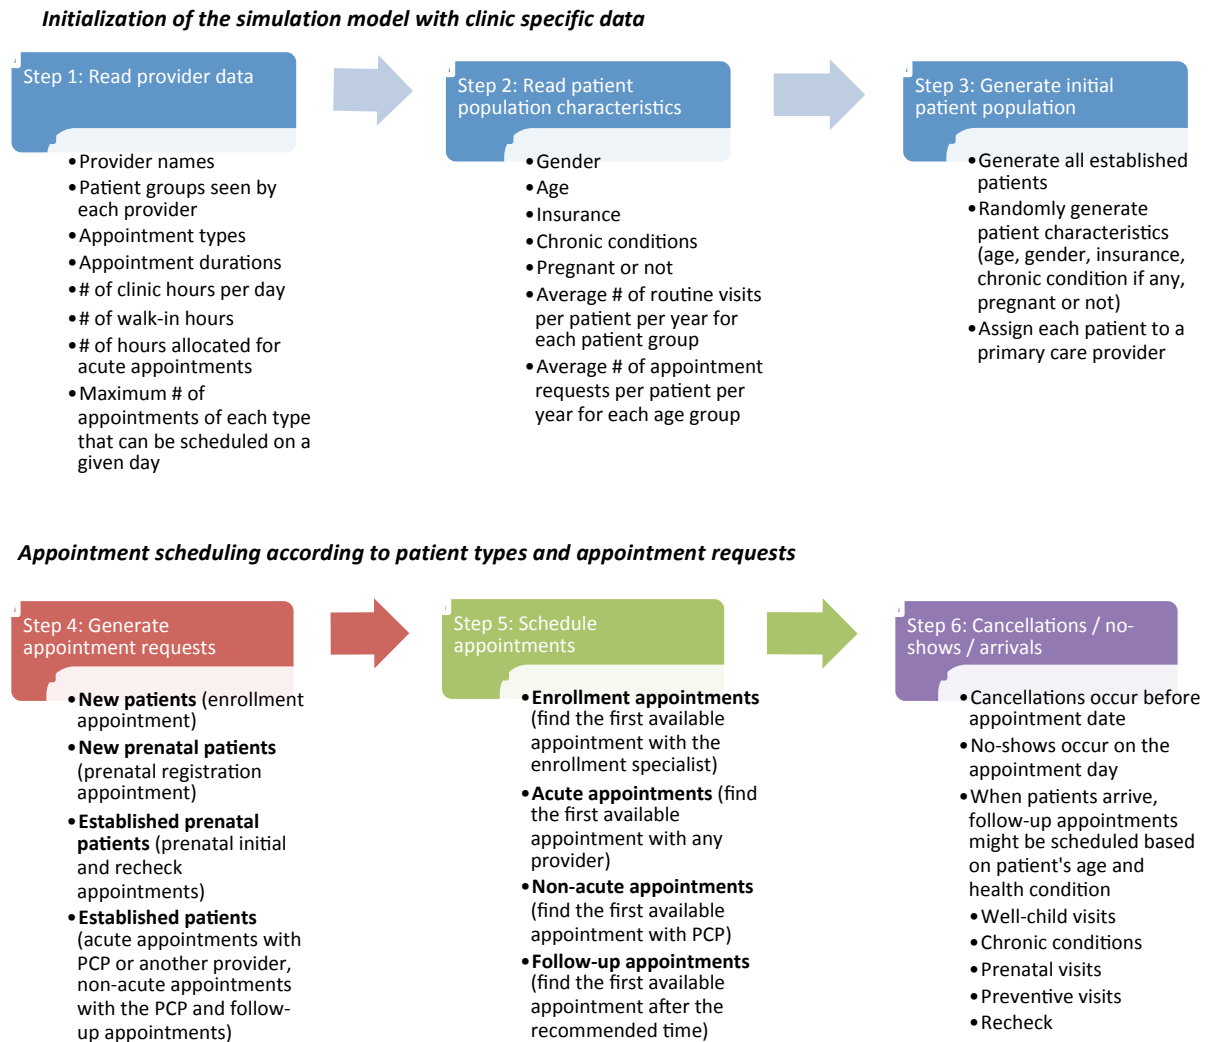 Initialization of the simulation model with clinic specific data
Step 1: Read provider data
•Provider names
•Patient groups seen by
each provider
•Appointment types
•Appointment durations
•# of clinic hours per day
•# of walk-in hours
•# of hours allocated for
acute appointments
•Maximum # of
appointments of each type
that can be scheduled on a
given day
Step 2: Read patient
population characteristics
•Gender
•Age
•Insurance
•Chronic conditions
•Pregnant or not
•Average # of routine visits
per patient per year for
each patient group
•Average # of appointment
requests per patient per
year for each age group
Step 3: Generate initial
patient population
•Generate all established
patients
•Randomly generate
patient characteristics
(age, gender, insurance,
chronic condition if any,
pregnant or not)
•Assign each patient to a
primary care provider
Appointment scheduling according to patient types and appointment requests
Step 4: Generate
appointment requests
•New patients (enrollment
appointment)
•New prenatal patients
(prenatal registration
appointment)
•Established prenatal
patients (prenatal initial
and recheck
appointments)
•Established patients
(acute appointments with
PCP or another provider,
non-acute appointments
with the PCP and follow-
up appointments)
Step 5: Schedule
appointments
•Enrollment appointments
(find the first available
appointment with the
enrollment specialist)
•Acute appointments (find
the first available
appointment with any
provider)
•Non-acute appointments
(find the first available
appointment with PCP)
•Follow-up appointments
(find the first available
appointment after the
recommended time)
Step 6: Cancellations / no-
shows / arrivals
•Cancellations occur before
appointment date
•No-shows occur on the
appointment day
•When patients arrive,
follow-up appointments
might be scheduled based
on patient's age and
health condition
•Well-child visits
•Chronic conditions
•Prenatal visits
•Preventive visits
•Recheck